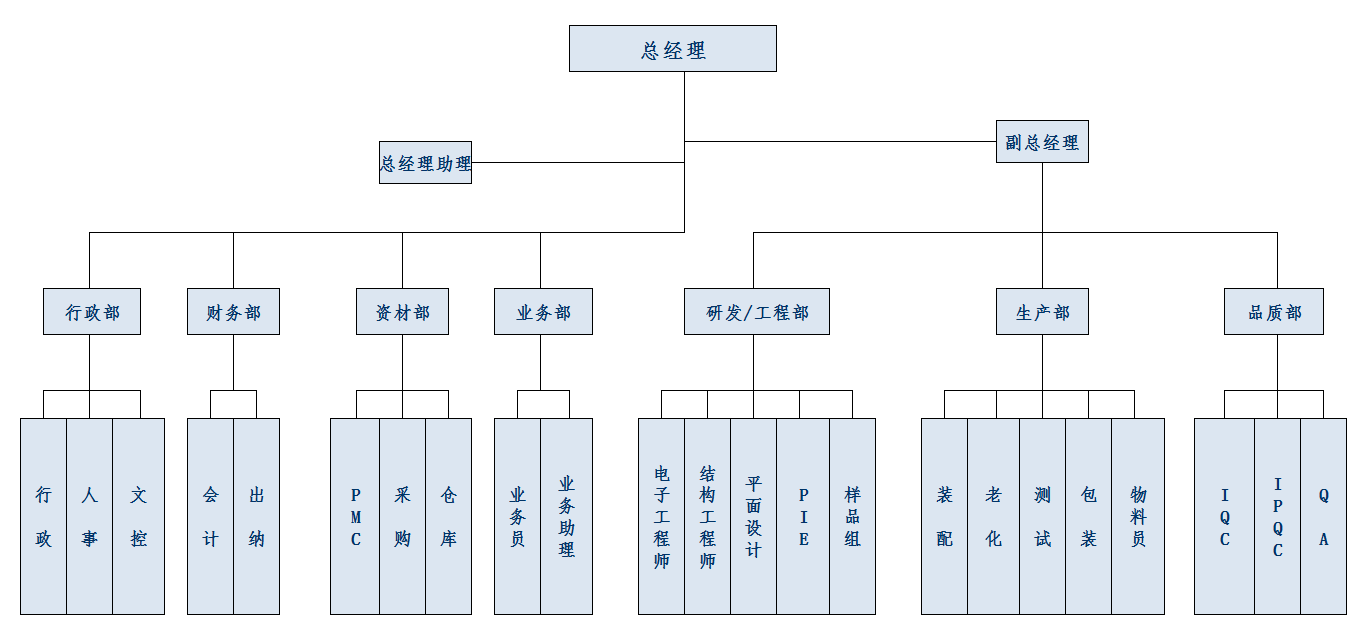 总经理
副总经理
总经理助理
行政部
财务部
资材部
业务部
研发/工程部
生产部
品质部
行政
人事
文控
会计
出纳
PMC
采购
仓库
业务员
业务助理
电子工程师
结构工程师
平面设计
PIE
样品组
装配
老化
测试
包装
物料员
IQC
IPQC
QA